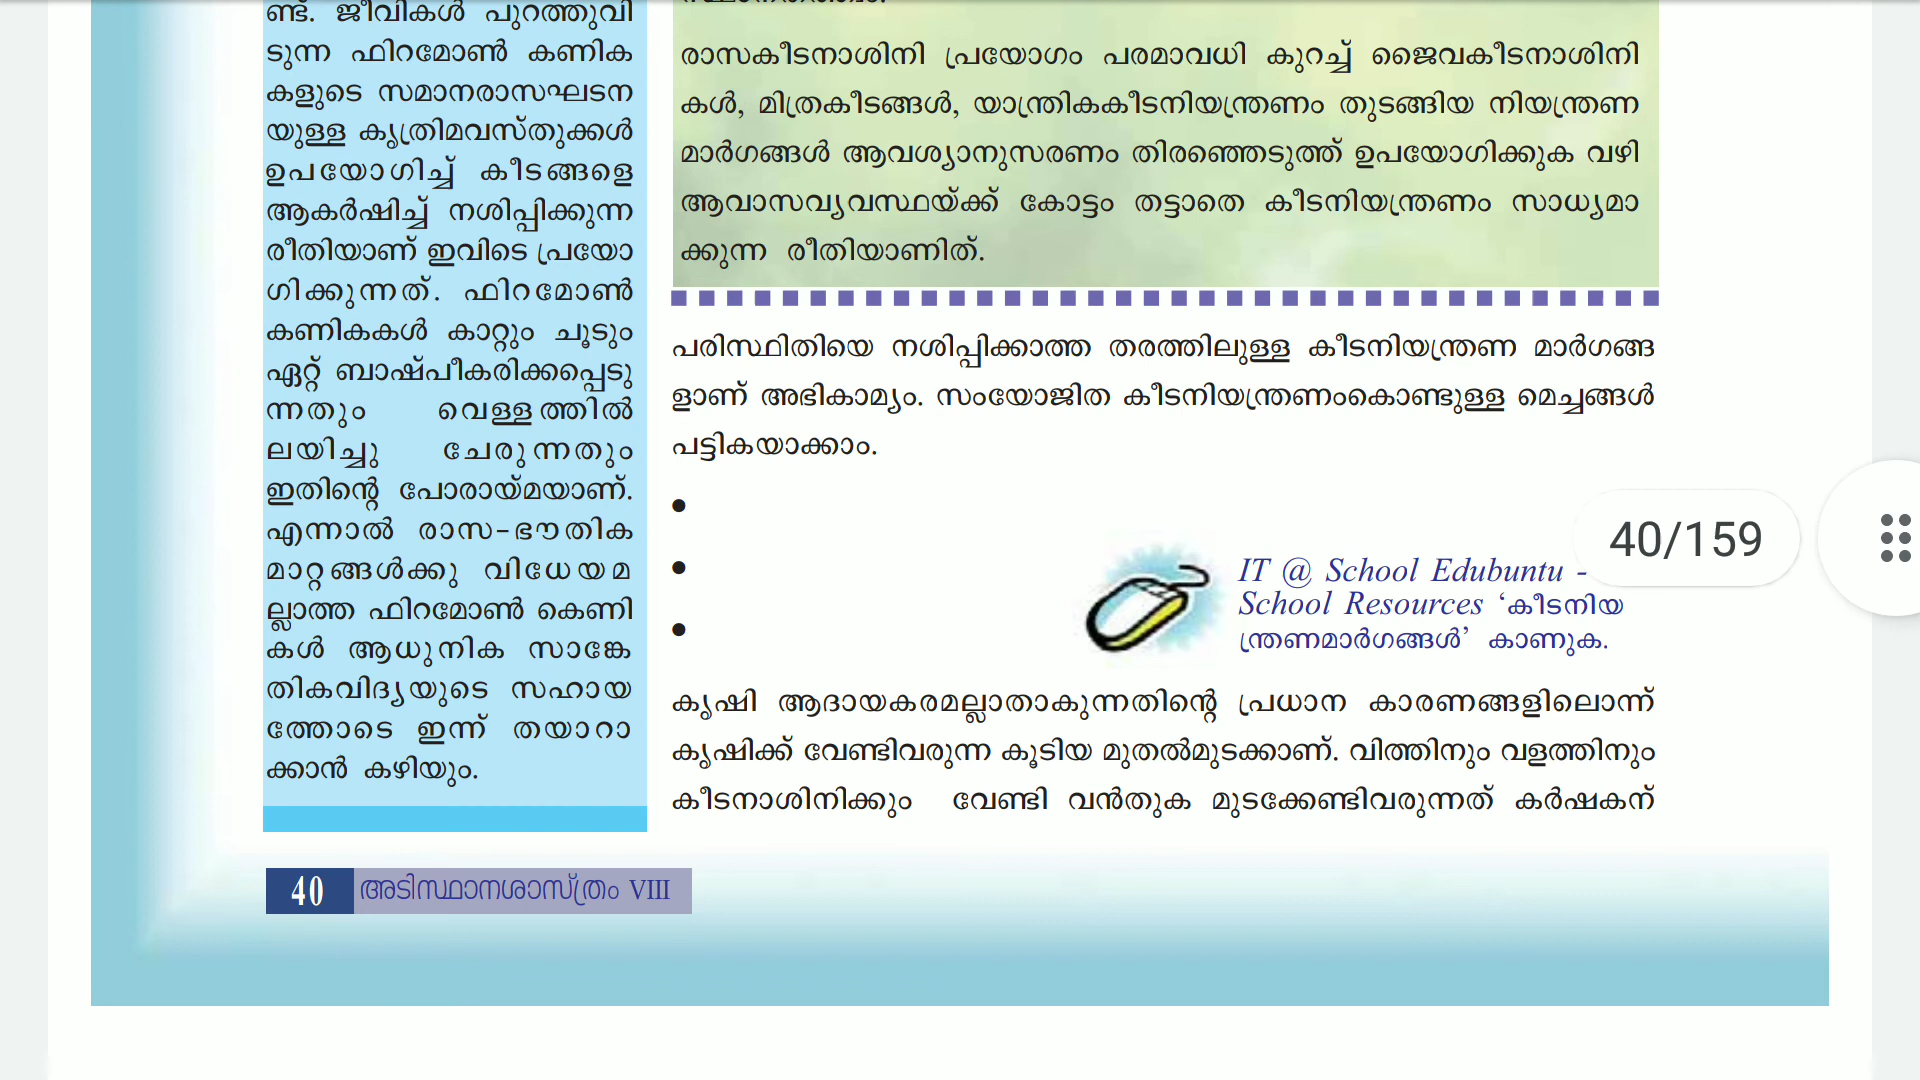 ണ്ട്. ജീവികൾ പുറത്തുവി
ടുന്ന ഫിറമോൺ കണിക
കളുടെ സമാനരാസഘടന
യുള്ള കൃത്രിമവസ്തുക്കൾ
ഉപയോഗിച്ച് കീടങ്ങളെ
ആകർഷിച്ച് നശിപ്പിക്കുന്ന
രീതിയാണ് ഇവിടെ പ്രയോ
ഗിക്കുന്നത്. ഫിറമോൺ
കണികകൾ കാറ്റും ചൂടും
ഏറ്റ് ബാഷ്പീകരിക്കപ്പെടു
ന്നതും വെള്ളത്തിൽ
ലയിച്ചു ചേരുന്നതും
ഇതിന്റെ പോരായ്മയാണ്.
എന്നാൽ രാസ-ഭൗതിക
മാറ്റങ്ങൾക്കു വിധേയമ
ല്ലാത്ത ഫിറമോൺ കെണി
കൾ ആധുനിക സാങ്കേ
തികവിദ്യയുടെ സഹായ
ത്തോടെ ഇന്ന് തയാറാ
ക്കാൻ കഴിയും.
രാസകീടനാശിനി പ്രയോഗം പരമാവധി കുറച്ച് ജൈവകീടനാശിനി
കൾ, മിത്രകീടങ്ങൾ, യാന്ത്രികകീടനിയന്ത്രണം തുടങ്ങിയ നിയന്ത്രണ
മാർഗങ്ങൾ ആവശ്യാനുസരണം തിരഞ്ഞെടുത്ത് ഉപയോഗിക്കുക വഴി
ആവാസവ്യവസ്ഥയ്ക്ക് കോട്ടം തട്ടാതെ കീടനിയന്ത്രണം സാധ്യമാ
ക്കുന്ന രീതിയാണിത്.
പരിസ്ഥിതിയെ നശിപ്പിക്കാത്ത തരത്തിലുള്ള കീടനിയന്ത്രണ മാർഗങ്ങ
ളാണ് അഭികാമ്യം. സംയോജിത കീടനിയന്ത്രണംകൊണ്ടുള്ള മെച്ചങ്ങൾ
പട്ടികയാക്കാം.
•
•
•
IT @ School Edubuntu -
School Resources ‘കീടനിയ
ന്ത്രണമാർഗങ്ങൾ’ കാണുക.
40/159
കൃഷി ആദായകരമല്ലാതാകുന്നതിന്റെ പ്രധാന കാരണങ്ങളിലൊന്ന്
കൃഷിക്ക് വേണ്ടിവരുന്ന കൂടിയ മുതൽമുടക്കാണ്. വിത്തിനും വളത്തിനും
കീടനാശിനിക്കും വേണ്ടി വൻതുക മുടക്കേണ്ടിവരുന്നത് കർഷകന്
40 അടിസ്ഥാനശാസ്ത്രം VIII